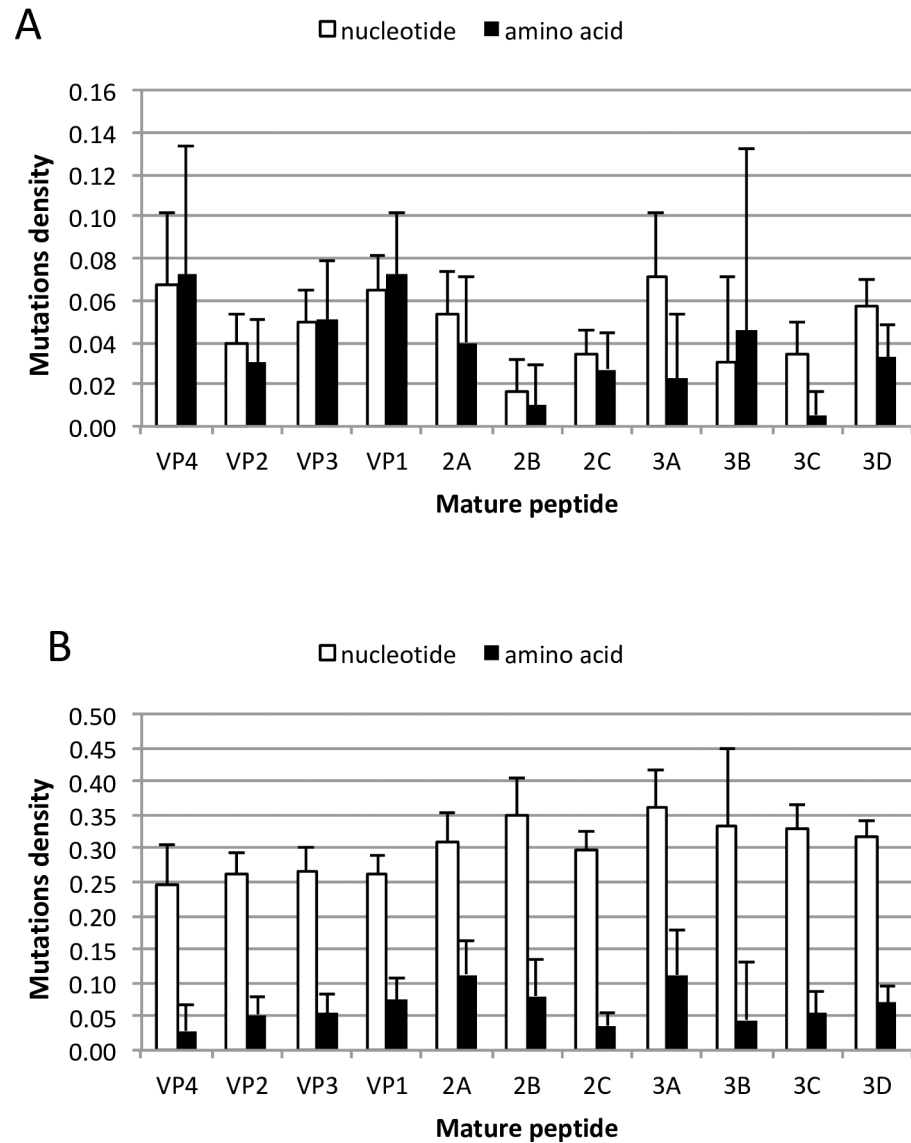 A
nucleotide amino acid
0.16
0.14
0.12
0.10
0.08
0.06
0.04
0.02
0.00
Mutations density
VP4 VP2 VP3 VP1 2A 2B 2C 3A 3B 3C 3D
Mature peptide
B
nucleotide amino acid
0.50
0.45
0.40
0.35
0.30
0.25
0.20
0.15
0.10
0.05
0.00
Mutations density
VP4 VP2 VP3 VP1 2A 2B 2C 3A 3B 3C 3D
Mature peptide